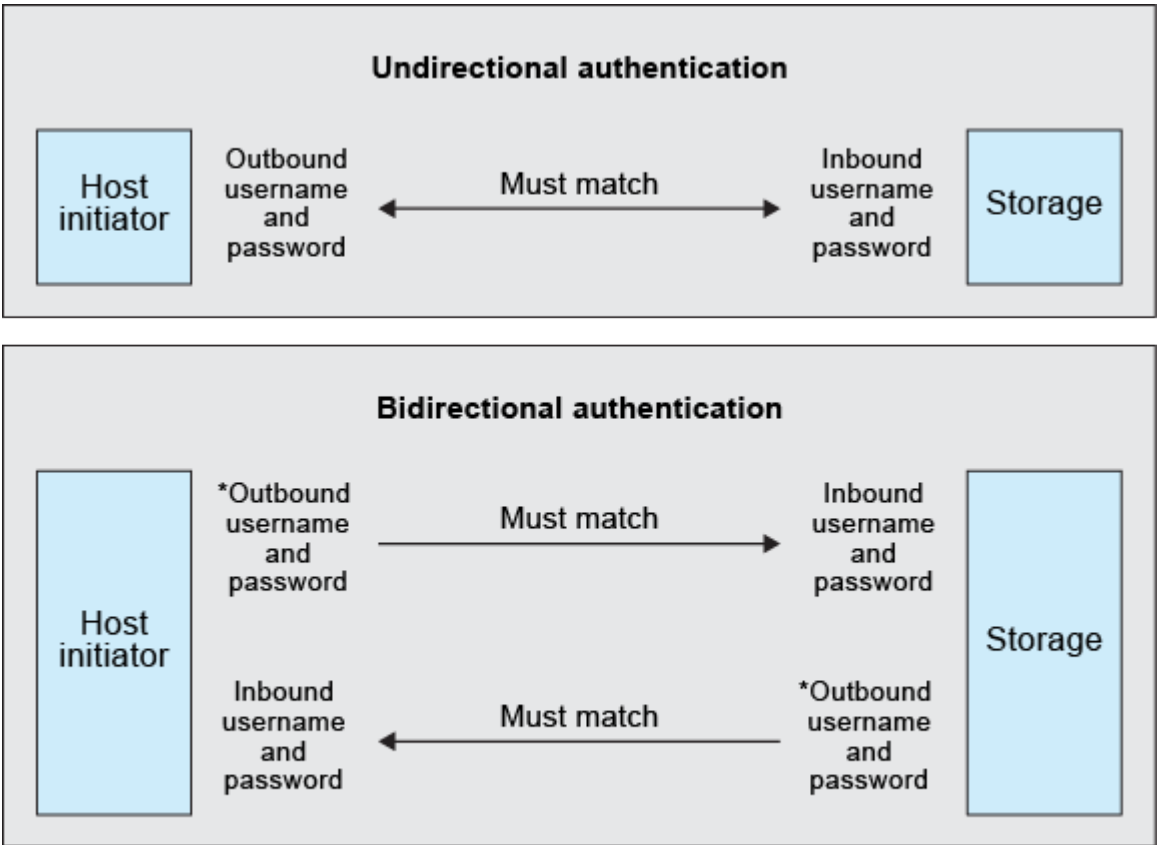 Undirectional authentication
Host
initiator
Outbound
username
and
password
Must match
Inbound
username
and
password
Storage
Bidirectional authentication
Host
initiator
*Outbound
username
and
password
Must match
Inbound
username
and
password
Inbound
username
and
password
Must match
*Outbound
username
and
password
Storage